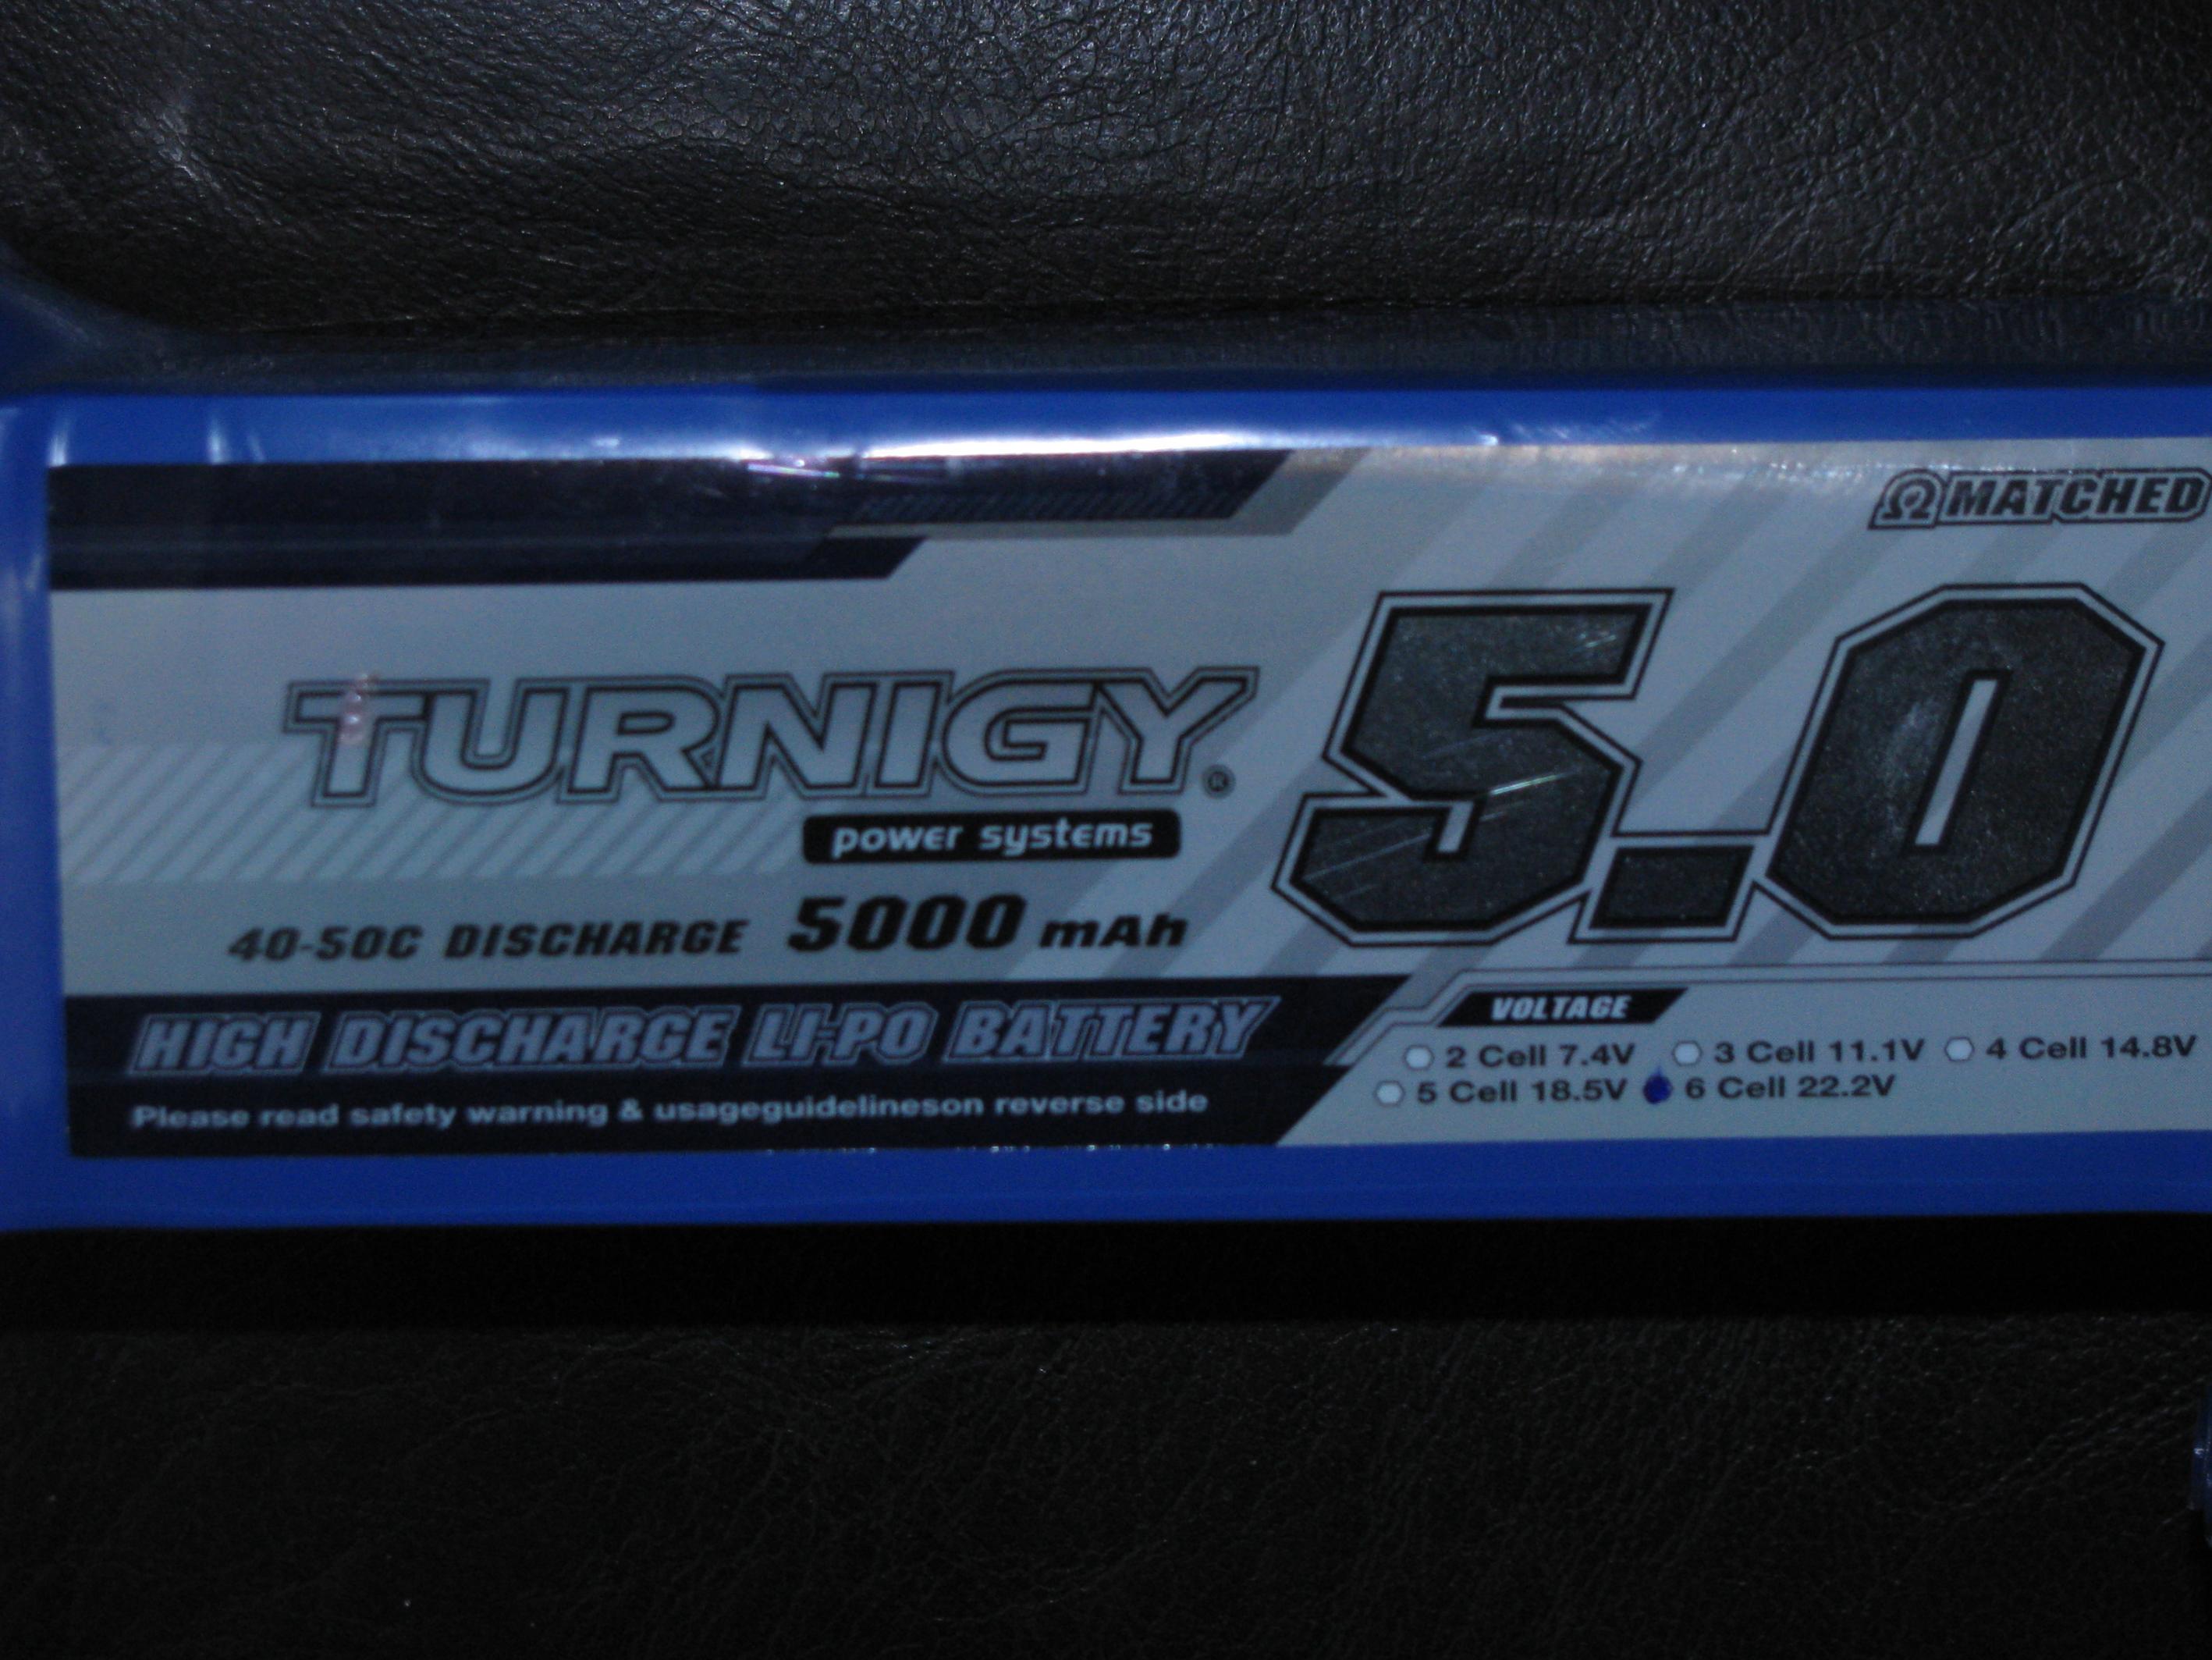 ΩMATCHED
TURNIGY®
power systems
5.0
40-50C DISCHARGE 5000 mAh
HIGH DISCHARGE LI-PO BATTERY
Please read safety warning & usageguidelineson reverse side
VOLTAGE
2 Cell 7.4V 3 Cell 11.1V 4 Cell 14.8V
5 Cell 18.5V 6 Cell 22.2V